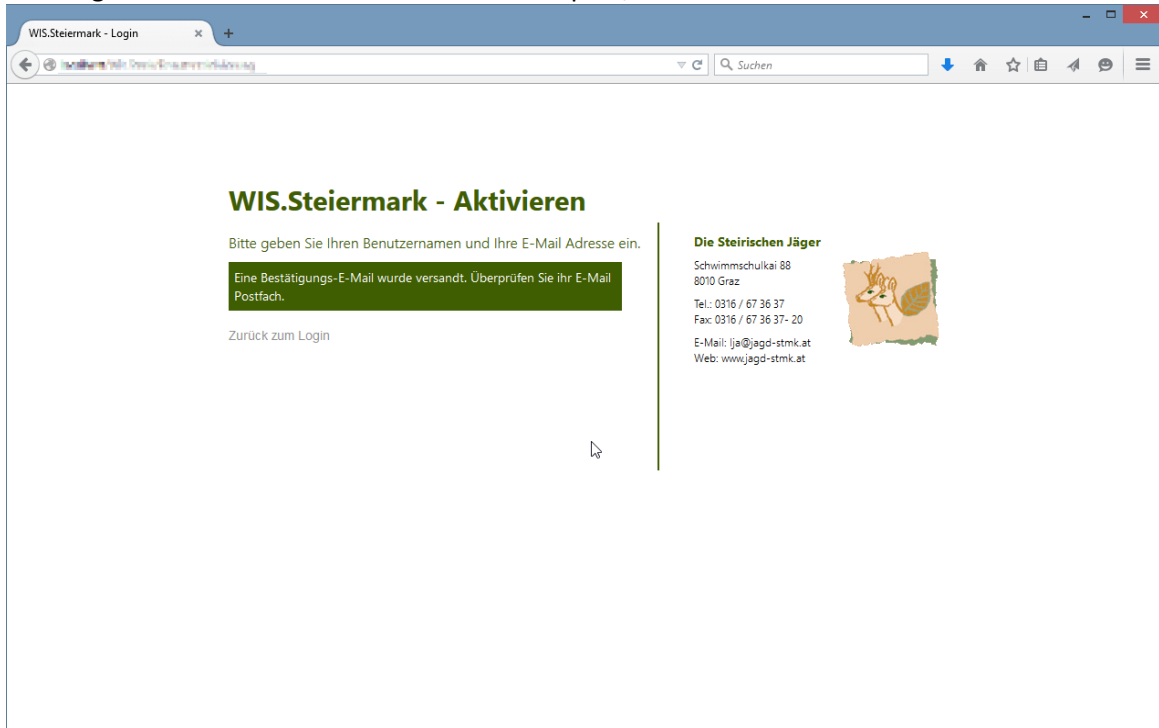 WIS.Steiermark - Login
Suchen
WIS.Steiermark - Aktivieren
Bitte geben Sie Ihren Benutzernamen und Ihre E-Mail Adresse ein.
Eine Bestätigungs-E-Mail wurde versandt. Überprüfen Sie ihr E-Mail
Postfach.
Zurück zum Login
Die Steirischen Jäger
Schwimmschulkai 88
8010 Graz
Tel.: 0316 / 67 36 37
Fax: 0316 / 67 36 37- 20
E-Mail: lja@jagd-stmk.at
Web: www.jagd-stmk.at